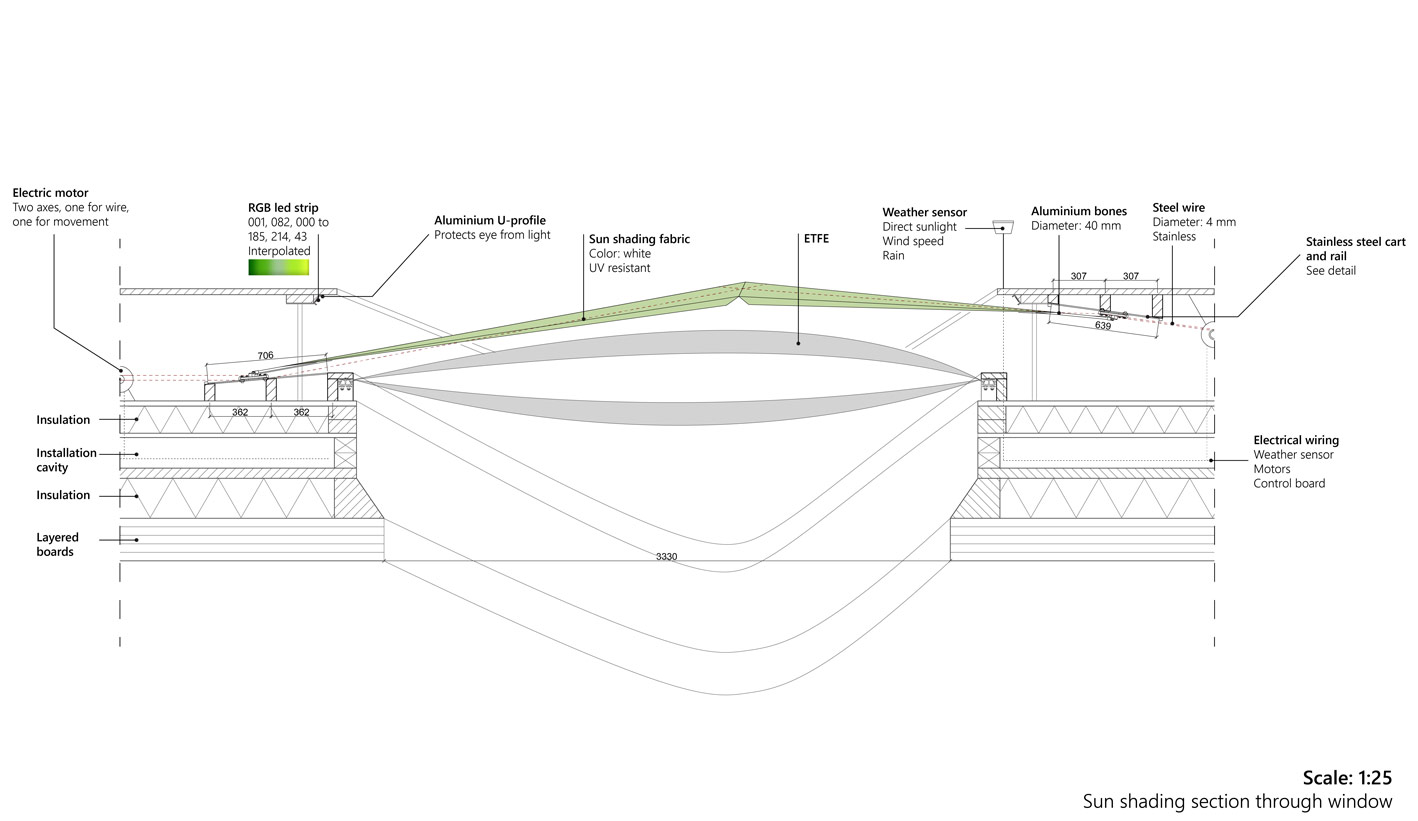 Electric motor
Two axes, one for wire,
one for movement
RGB led strip
001, 082, 000 to
185, 214, 43
Interpolated
Aluminium U-profile
Protects eye from light
Sun shading fabric
Color: white
UV resistant
ETFE
Weather sensor
Direct sunlight
Wind speed
Rain
Aluminium bones
Diameter: 40 mm
Steel wire
Diameter: 4 mm
Stainless
Stainless steel cart
and rail
See detail
307
307
639
706
362
362
Insulation
Installation
cavity
Insulation
Layered
boards
Electrical wiring
Weather sensor
Motors
Control board
3330
Scale: 1:25
Sun shading section through window